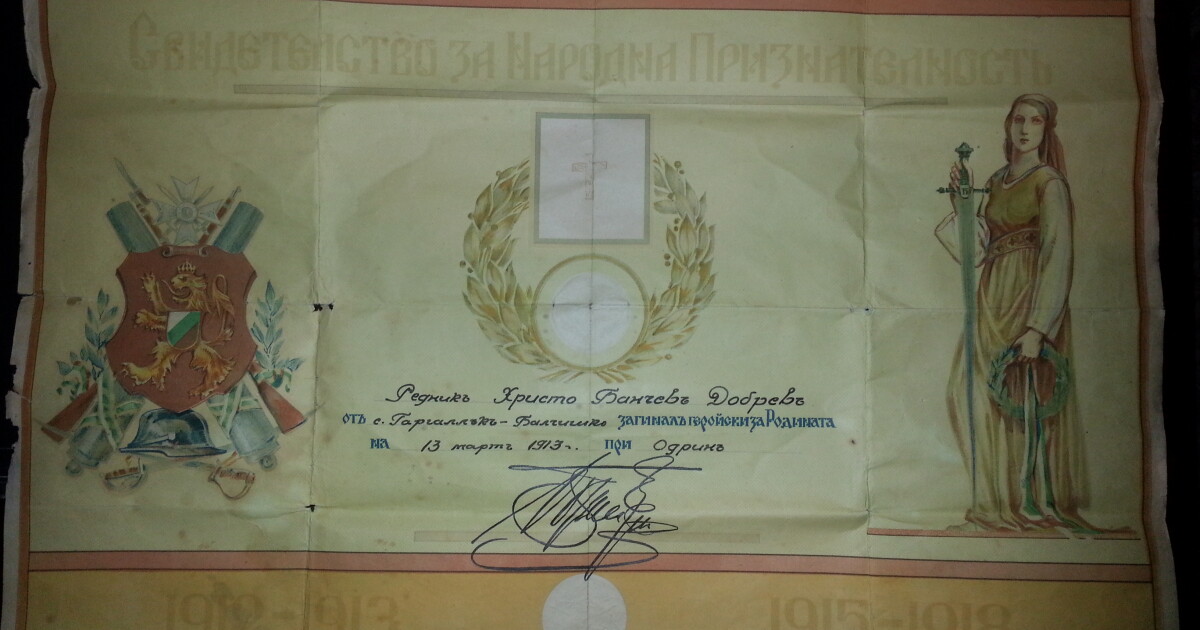 Свидетелство за Народна Признателность
Редникъ Христо Банчевъ Добревъ
отъ с. Гаргалъкъ-Балчишко загиналъ геройски за Родината
на 13 мартъ 1913 г. при Одринъ
1912-1913 1915-1918